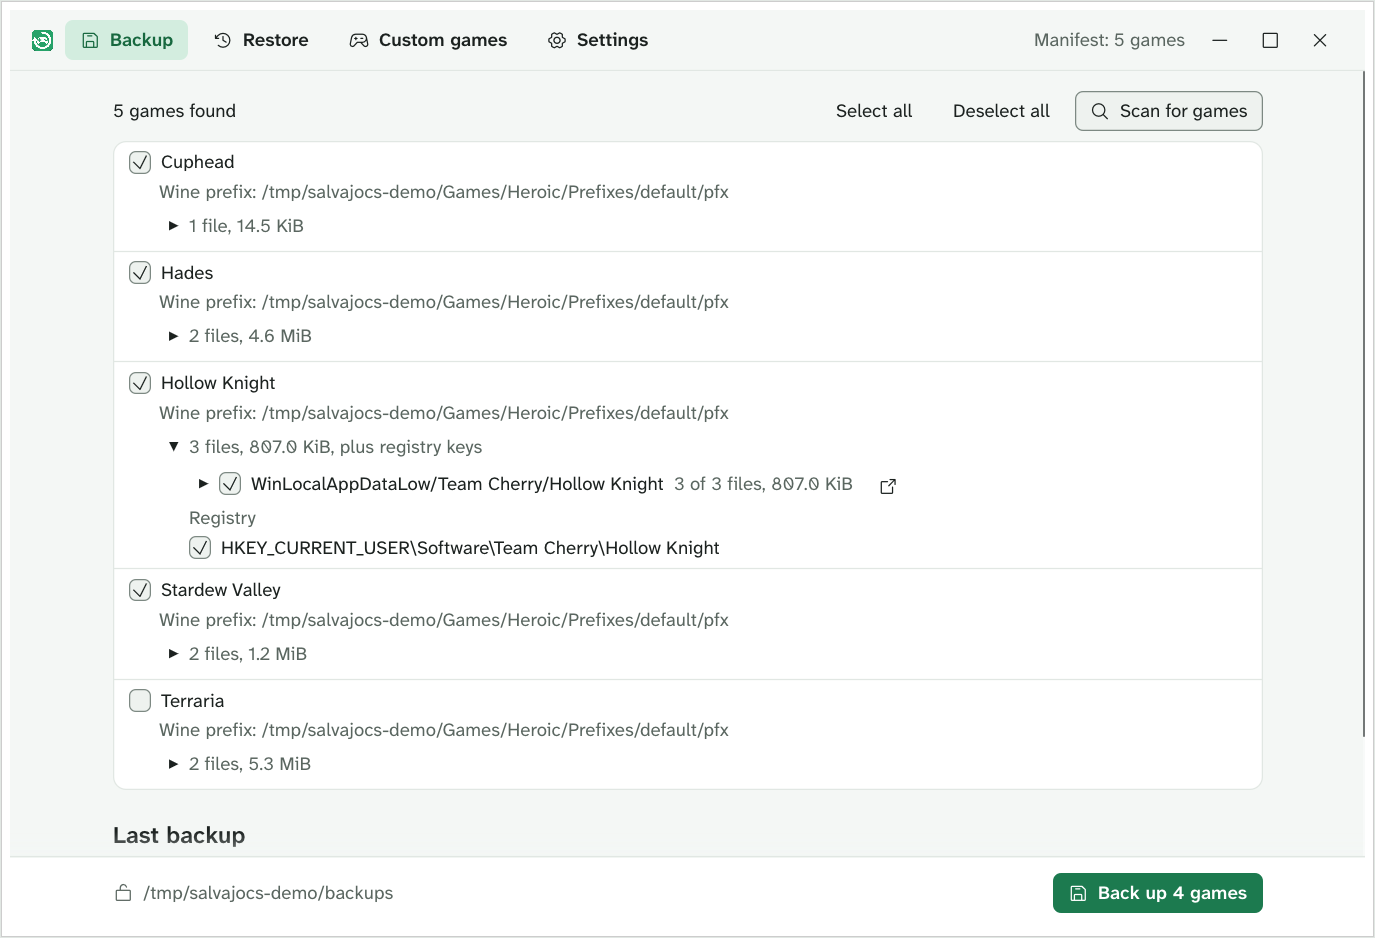 Backup Restore Custom games Settings Manifest: 5 games
5 games found Select all Deselect all Scan for games
Cuphead
Wine prefix: /tmp/salvajocs-demo/Games/Heroic/Prefixes/default/pfx
1 file, 14.5 KiB
Hades
Wine prefix: /tmp/salvajocs-demo/Games/Heroic/Prefixes/default/pfx
2 files, 4.6 MiB
Hollow Knight
Wine prefix: /tmp/salvajocs-demo/Games/Heroic/Prefixes/default/pfx
3 files, 807.0 KiB, plus registry keys
WinLocalAppDataLow/Team Cherry/Hollow Knight 3 of 3 files, 807.0 KiB
Registry
HKEY_CURRENT_USER\Software\Team Cherry\Hollow Knight
Stardew Valley
Wine prefix: /tmp/salvajocs-demo/Games/Heroic/Prefixes/default/pfx
2 files, 1.2 MiB
Terraria
Wine prefix: /tmp/salvajocs-demo/Games/Heroic/Prefixes/default/pfx
2 files, 5.3 MiB
Last backup
/tmp/salvajocs-demo/backups Back up 4 games